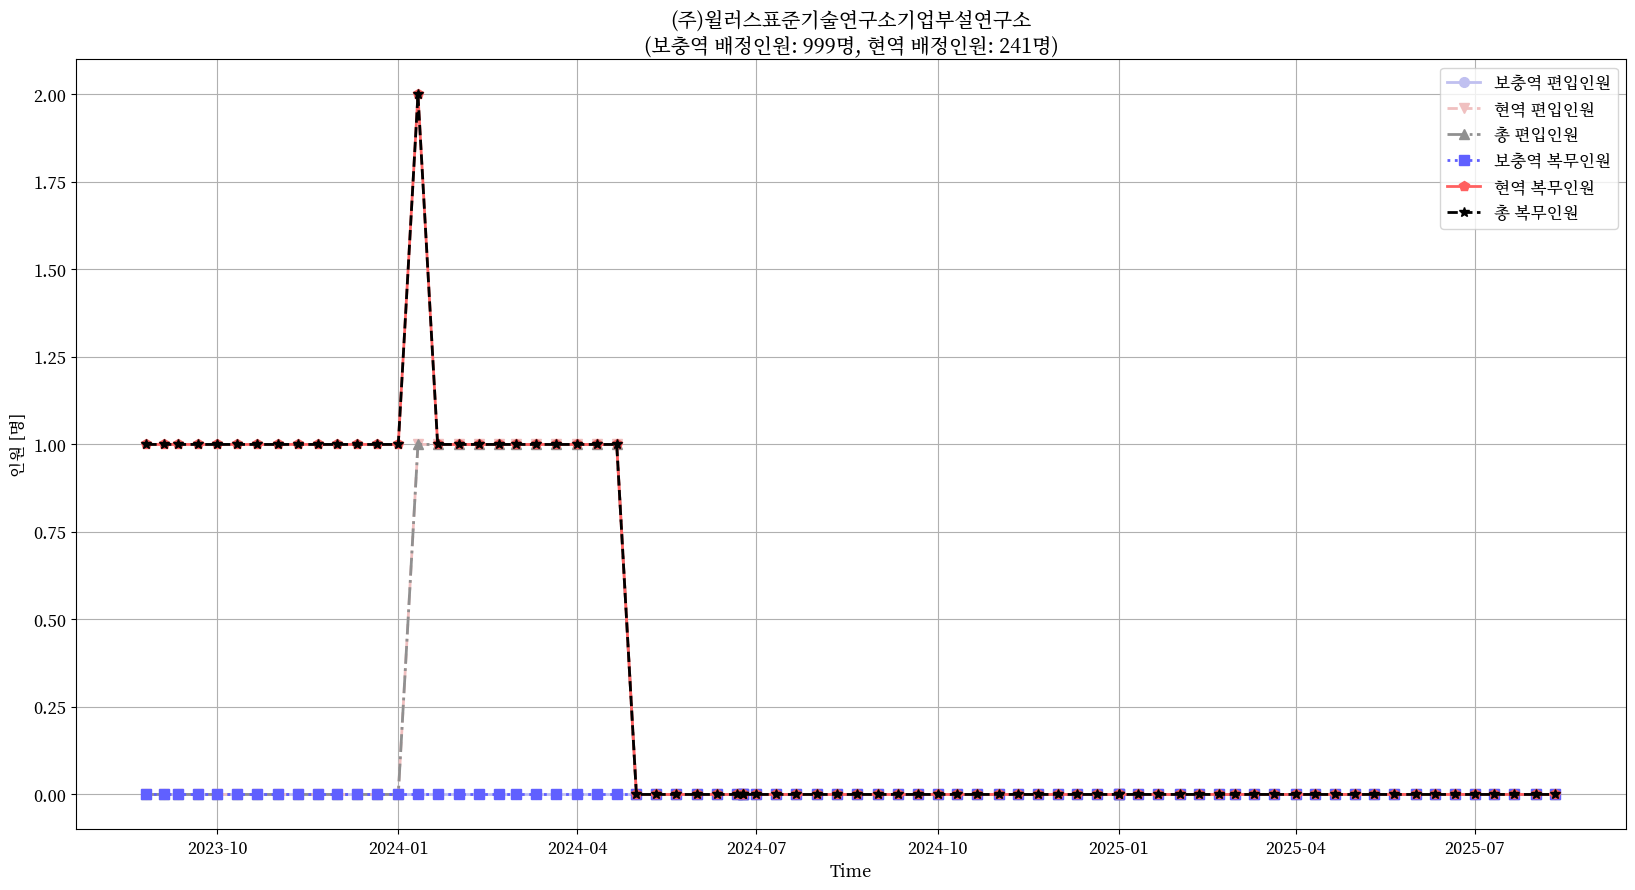 (주)윌러스표준기술연구소기업부설연구소
(보충역 배정인원: 999명, 현역 배정인원: 241명)
보충역 편입인원
현역 편입인원
총 편입인원
보충역 복무인원
현역 복무인원
총 복무인원
2.00
1.75
1.50
1.25
1.00
0.75
0.50
0.25
0.00
인원 [명]
2023-10
2024-01
2024-04
2024-07
2024-10
2025-01
2025-04
2025-07
Time